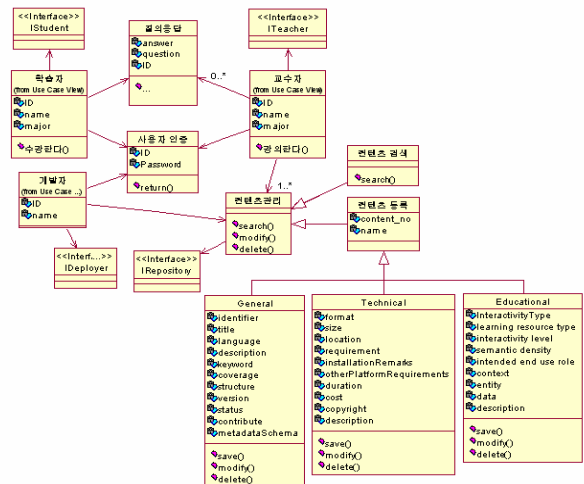 <<Interface>>
IStudent
질의응답
answer
question
ID
...
<<Interface>>
ITeacher
학습자
(from Use Case View)
ID
name
major
수강한다()
0..*
교수자
(from Use Case View)
ID
name
major
강의한다()
사용자 인증
ID
Password
return()
개발자
(from Use Case ...)
ID
name
1..*
컨텐츠관리
search()
modify()
delete()
컨텐츠 검색
search()
컨텐츠 등록
content_no
name
<<Interf...>>
IDeployer
<<Interface>>
IRepository
General
identifier
title
language
description
keyword
coverage
structure
version
status
contribute
metadataSchema
save()
modify()
delete()
Technical
format
size
location
requirement
installationRemarks
otherPlatformRequirements
duration
cost
copyright
description
save()
modify()
delete()
Educational
InteractivityType
learning resource type
interactivity level
semantic density
intended end use role
context
entity
data
description
save()
modify()
delete()